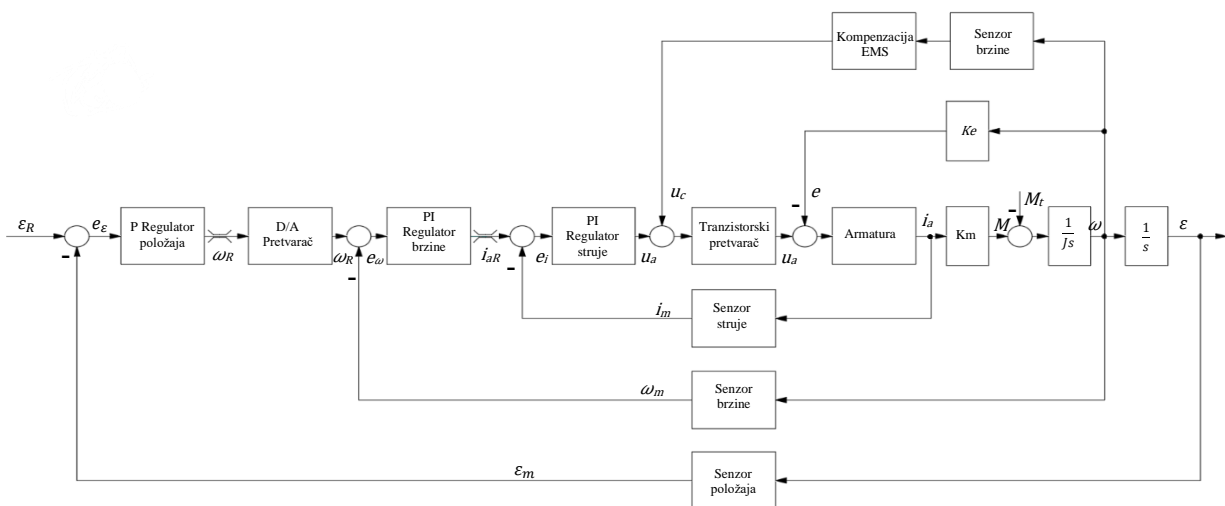 Kompenzacija
EMS
Senzor
brzine
Ke
u_c
e
M_t
ε_R
e_ε
P Regulator
položaja
ω_R
D/A
Pretvarač
ω_R
e_ω
PI
Regulator
brzine
i_aR
e_i
PI
Regulator
struje
u_a
Tranzistorski
pretvarač
u_a
Armatura
i_a
Km
M
1/Js
ω
1/s
ε
-
-
-
-
-
i_m
Senzor
struje
ω_m
Senzor
brzine
ε_m
Senzor
položaja